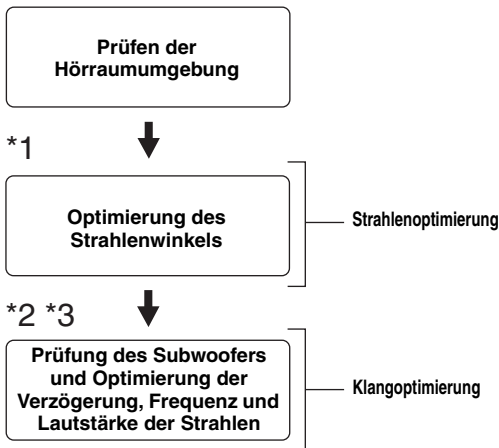 Prüfen der
Hörraumumgebung
*1
Optimierung des
Strahlenwinkels
Strahlenoptimierung
*2 *3
Prüfung des Subwoofers
und Optimierung der
Verzögerung, Frequenz und
Lautstärke der Strahlen
Klangoptimierung